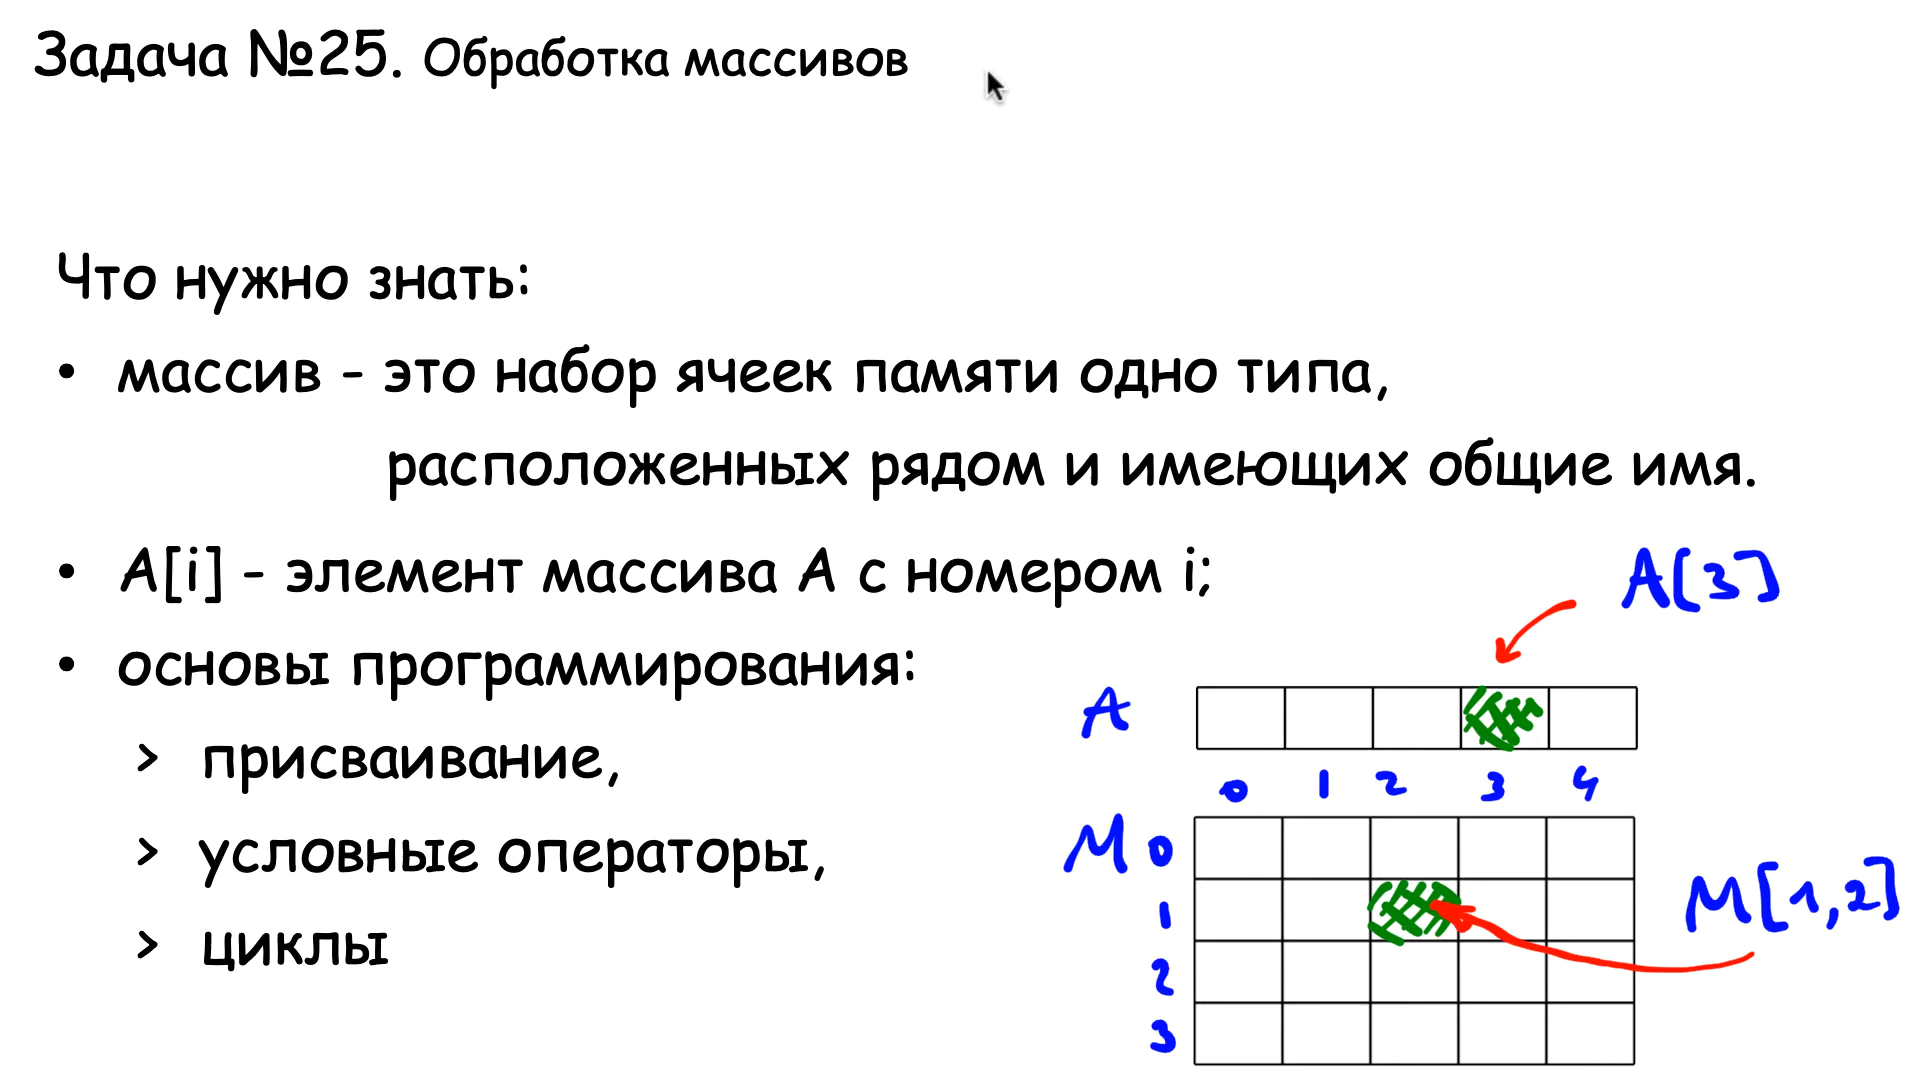 Задача №25. Обработка массивов
Что нужно знать:
• массив - это набор ячеек памяти одно типа,
расположенных рядом и имеющих общие имя.
• A[i] - элемент массива A с номером i;
• основы программирования:
> присваивание,
> условные операторы,
> циклы
A[3]
A
0 1 2 3 4
M 0
1
2
3
M[1,2]